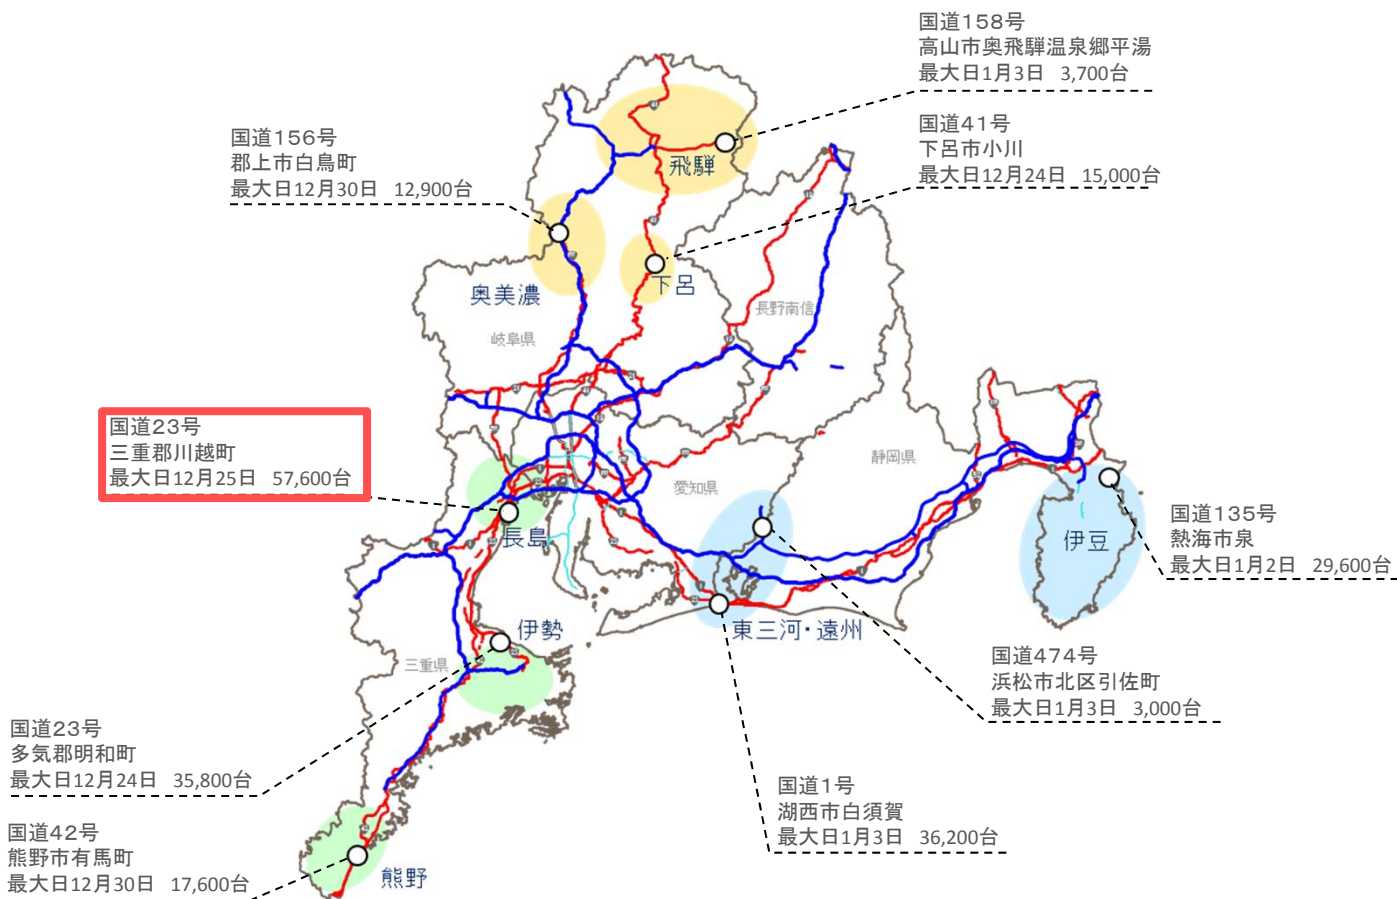 国道158号
高山市奥飛騨温泉郷平湯
最大日1月3日 3,700台
国道41号
下呂市小川
最大日12月24日 15,000台
国道156号
郡上市白鳥町
最大日12月30日 12,900台
飛騨
奥美濃
下呂
長野南信
岐阜県
国道23号
三重郡川越町
最大日12月25日 57,600台
静岡県
愛知県
長島
伊豆
国道135号
熱海市泉
最大日1月2日 29,600台
伊勢
東三河・遠州
三重県
国道474号
浜松市北区引佐町
最大日1月3日 3,000台
国道23号
多気郡明和町
最大日12月24日 35,800台
国道1号
湖西市白須賀
最大日1月3日 36,200台
国道42号
熊野市有馬町
最大日12月30日 17,600台
熊野